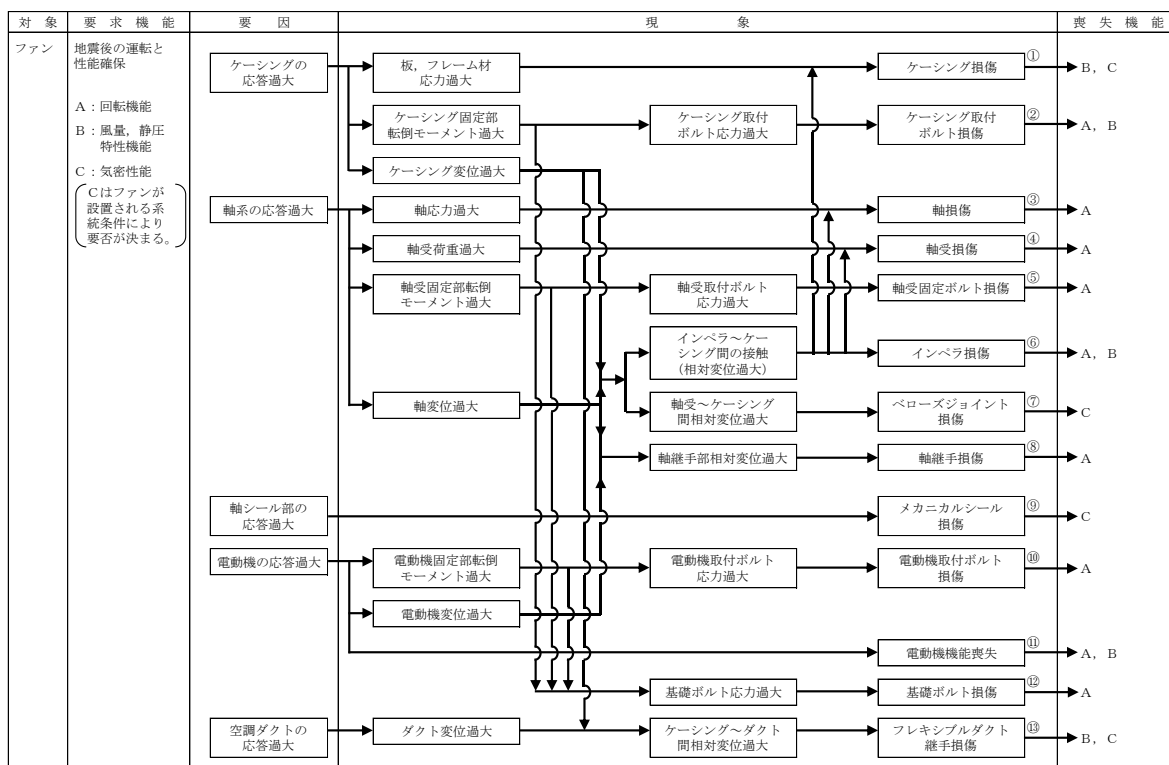 対象
要求機能
要因
現象
喪失機能
ファン
地震後の運転と
性能確保
A：回転機能
B：風量，静圧
特性機能
C：気密性能
Cはファンが
設置される系
統条件により
要否が決まる。
ケーシングの
応答過大
板，フレーム材
応力過大
ケーシング損傷
①
B，C
ケーシング固定部
転倒モーメント過大
ケーシング取付
ボルト応力過大
ケーシング取付
ボルト損傷
②
A，B
ケーシング変位過大
軸系の応答過大
軸応力過大
軸損傷
③
A
軸受荷重過大
軸受損傷
④
A
軸受固定部転倒
モーメント過大
軸受取付ボルト
応力過大
軸受固定ボルト損傷
⑤
A
インペラ～ケー
シング間の接触
(相対変位過大)
インペラ損傷
⑥
A，B
軸変位過大
軸受～ケーシング
間相対変位過大
ベローズジョイント
損傷
⑦
C
軸継手部相対変位過大
軸継手損傷
⑧
A
軸シール部の
応答過大
メカニカルシール
損傷
⑨
C
電動機の応答過大
電動機固定部転倒
モーメント過大
電動機取付ボルト
応力過大
電動機取付ボルト
損傷
⑩
A
電動機変位過大
電動機機能喪失
⑪
A，B
基礎ボルト応力過大
基礎ボルト損傷
⑫
A
空調ダクトの
応答過大
ダクト変位過大
ケーシング～ダクト
間相対変位過大
フレキシブルダクト
継手損傷
⑬
B，C